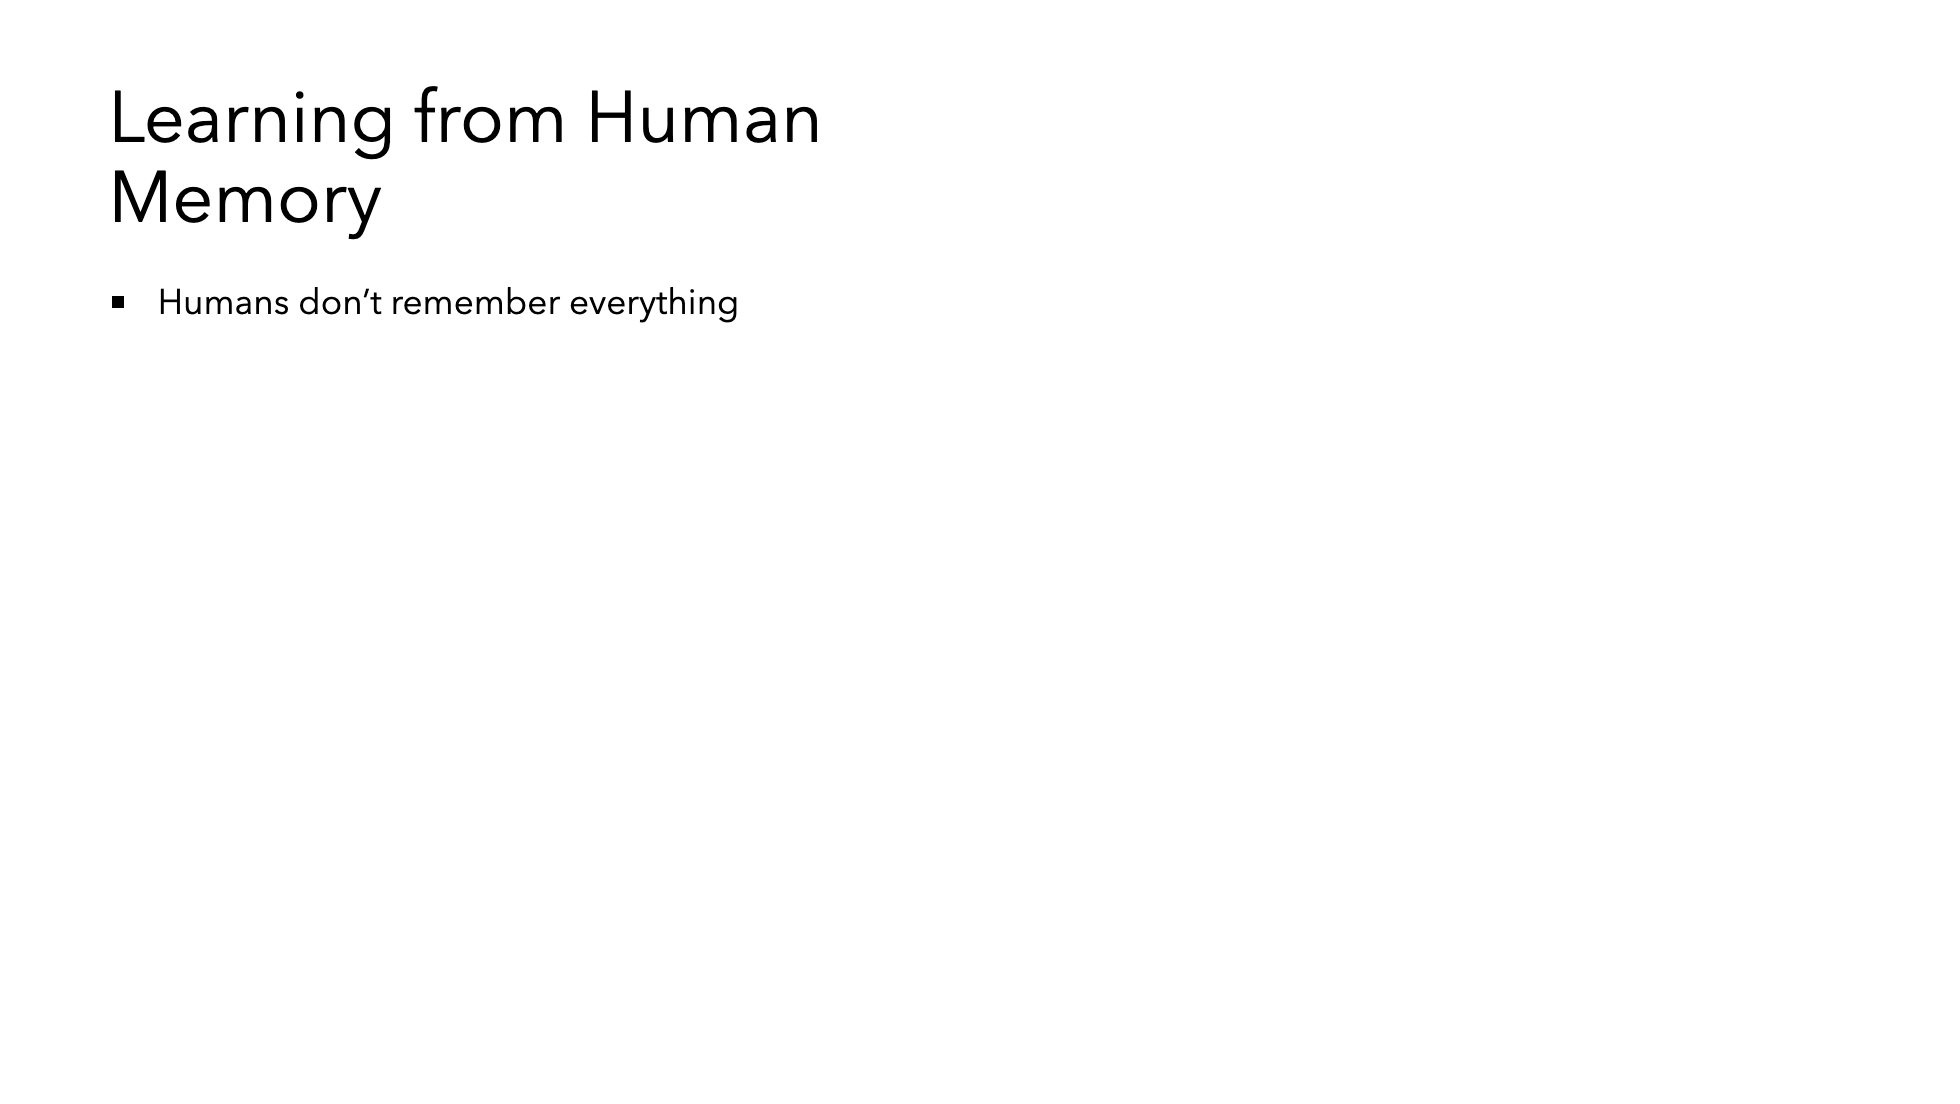 Learning from Human
Memory
▪ Humans don’t remember everything